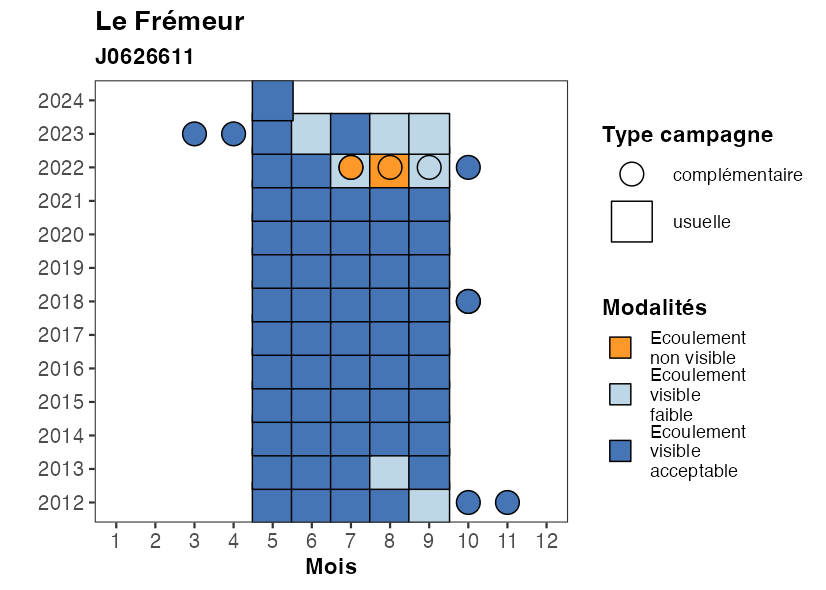 Le Frémeur
J0626611
2024
2023
2022
2021
2020
2019
2018
2017
2016
2015
2014
2013
2012
1 2 3 4 5 6 7 8 9 10 11 12
Mois
Type campagne
complémentaire
usuelle
Modalités
Ecoulement
non visible
Ecoulement
visible
faible
Ecoulement
visible
acceptable